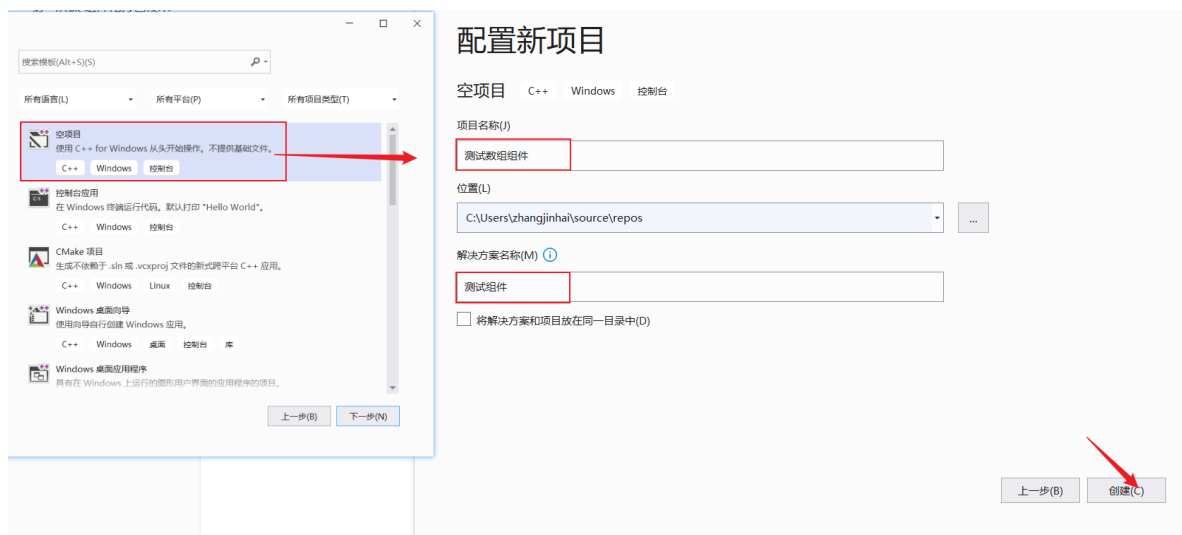 搜索模板(Alt+S)(S)
所有语言(L)
所有平台(P)
所有项目类型(T)
空项目
使用 C++ for Windows 从头开始操作。不提供基础文件。
C++ Windows 控制台
控制台应用
在 Windows 终端运行代码。默认打印 "Hello World"。
C++ Windows 控制台
CMake 项目
生成不依赖于 .sln 或 .vcxproj 文件的新式跨平台 C++ 应用。
C++ Windows Linux 控制台
Windows 桌面向导
使用向导自行创建 Windows 应用。
C++ Windows 桌面 控制台 库
Windows 桌面应用程序
具有在 Windows 上运行的图形用户界面的应用程序的项目。
上一步(B)
下一步(N)
配置新项目
空项目 C++ Windows 控制台
项目名称(J)
测试数组组件
位置(L)
C:\Users\zhangjinhai\source\repos
...
解决方案名称(M)
测试组件
将解决方案和项目放在同一目录中(D)
上一步(B)
创建(C)